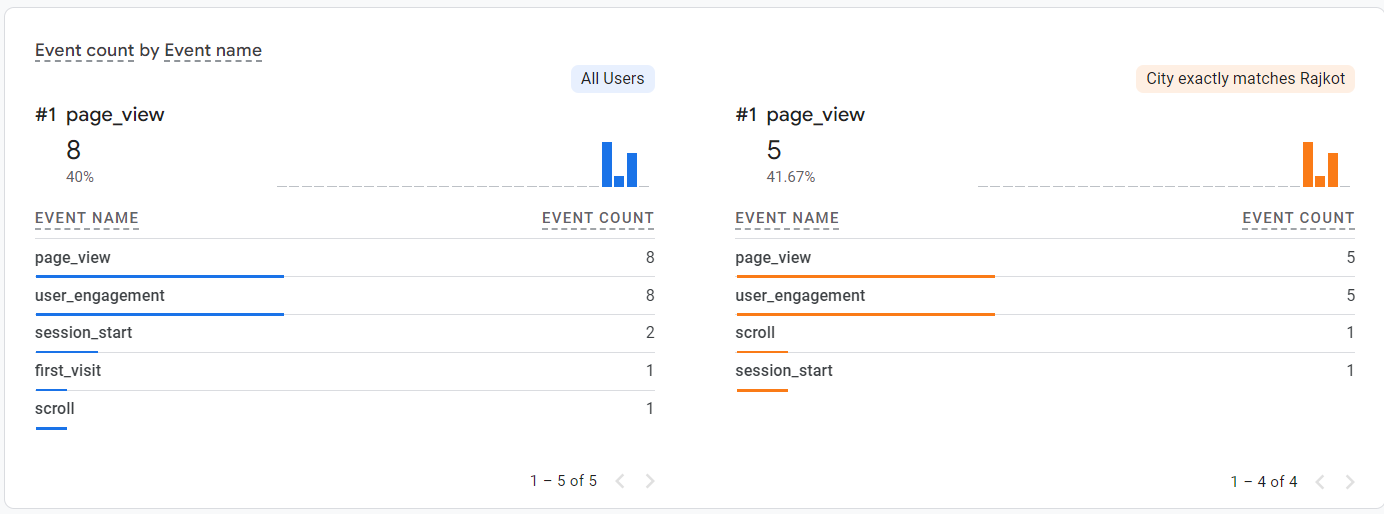 Event count by Event name
All Users
#1 page_view
8
40%
EVENT NAME EVENT COUNT
page_view 8
user_engagement 8
session_start 2
first_visit 1
scroll 1
1 – 5 of 5
City exactly matches Rajkot
#1 page_view
5
41.67%
EVENT NAME EVENT COUNT
page_view 5
user_engagement 5
scroll 1
session_start 1
1 – 4 of 4